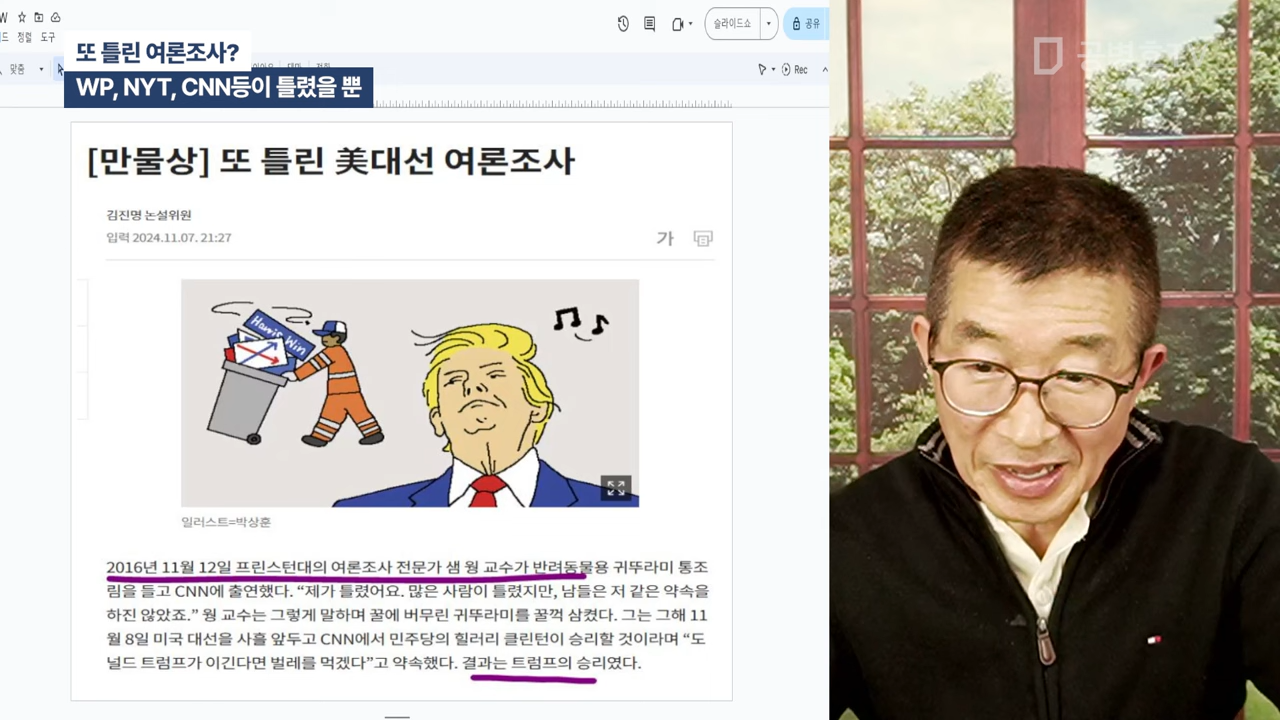 슬라이드쇼
공유
정렬 도구
맞춤
Rec
또 틀린 여론조사?
WP, NYT, CNN등이 틀렸을 뿐
[만물상] 또 틀린 美대선 여론조사
김진명 논설위원
입력 2024.11.07. 21:27
가
Harris Win
일러스트=박상훈
2016년 11월 12일 프린스턴대의 여론조사 전문가 샘 웡 교수가 반려동물용 귀뚜라미 통조
림을 들고 CNN에 출연했다. “제가 틀렸어요. 많은 사람이 틀렸지만, 남들은 저 같은 약속을
하진 않았죠.” 웡 교수는 그렇게 말하며 꿀에 버무린 귀뚜라미를 꿀꺽 삼켰다. 그는 그해 11
월 8일 미국 대선을 사흘 앞두고 CNN에서 민주당의 힐러리 클린턴이 승리할 것이라며 “도
널드 트럼프가 이긴다면 벌레를 먹겠다”고 약속했다. 결과는 트럼프의 승리였다.